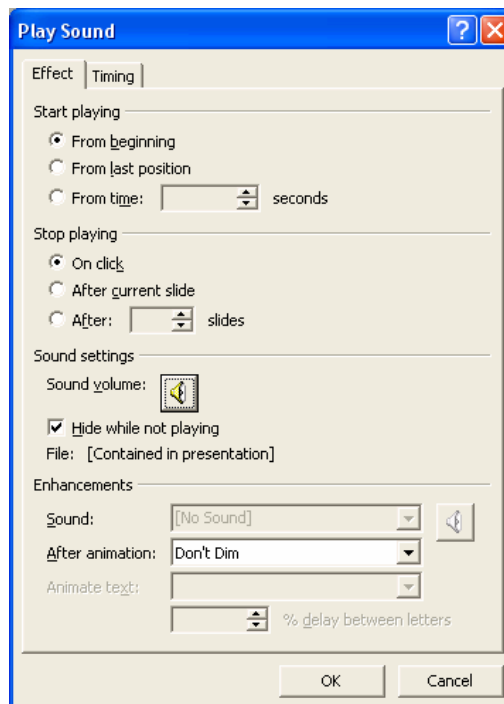 Play Sound
Effect Timing
Start playing
From beginning
From last position
From time: seconds
Stop playing
On click
After current slide
After: slides
Sound settings
Sound volume:
Hide while not playing
File: [Contained in presentation]
Enhancements
Sound: [No Sound]
After animation: Don't Dim
Animate text:
% delay between letters
OK Cancel